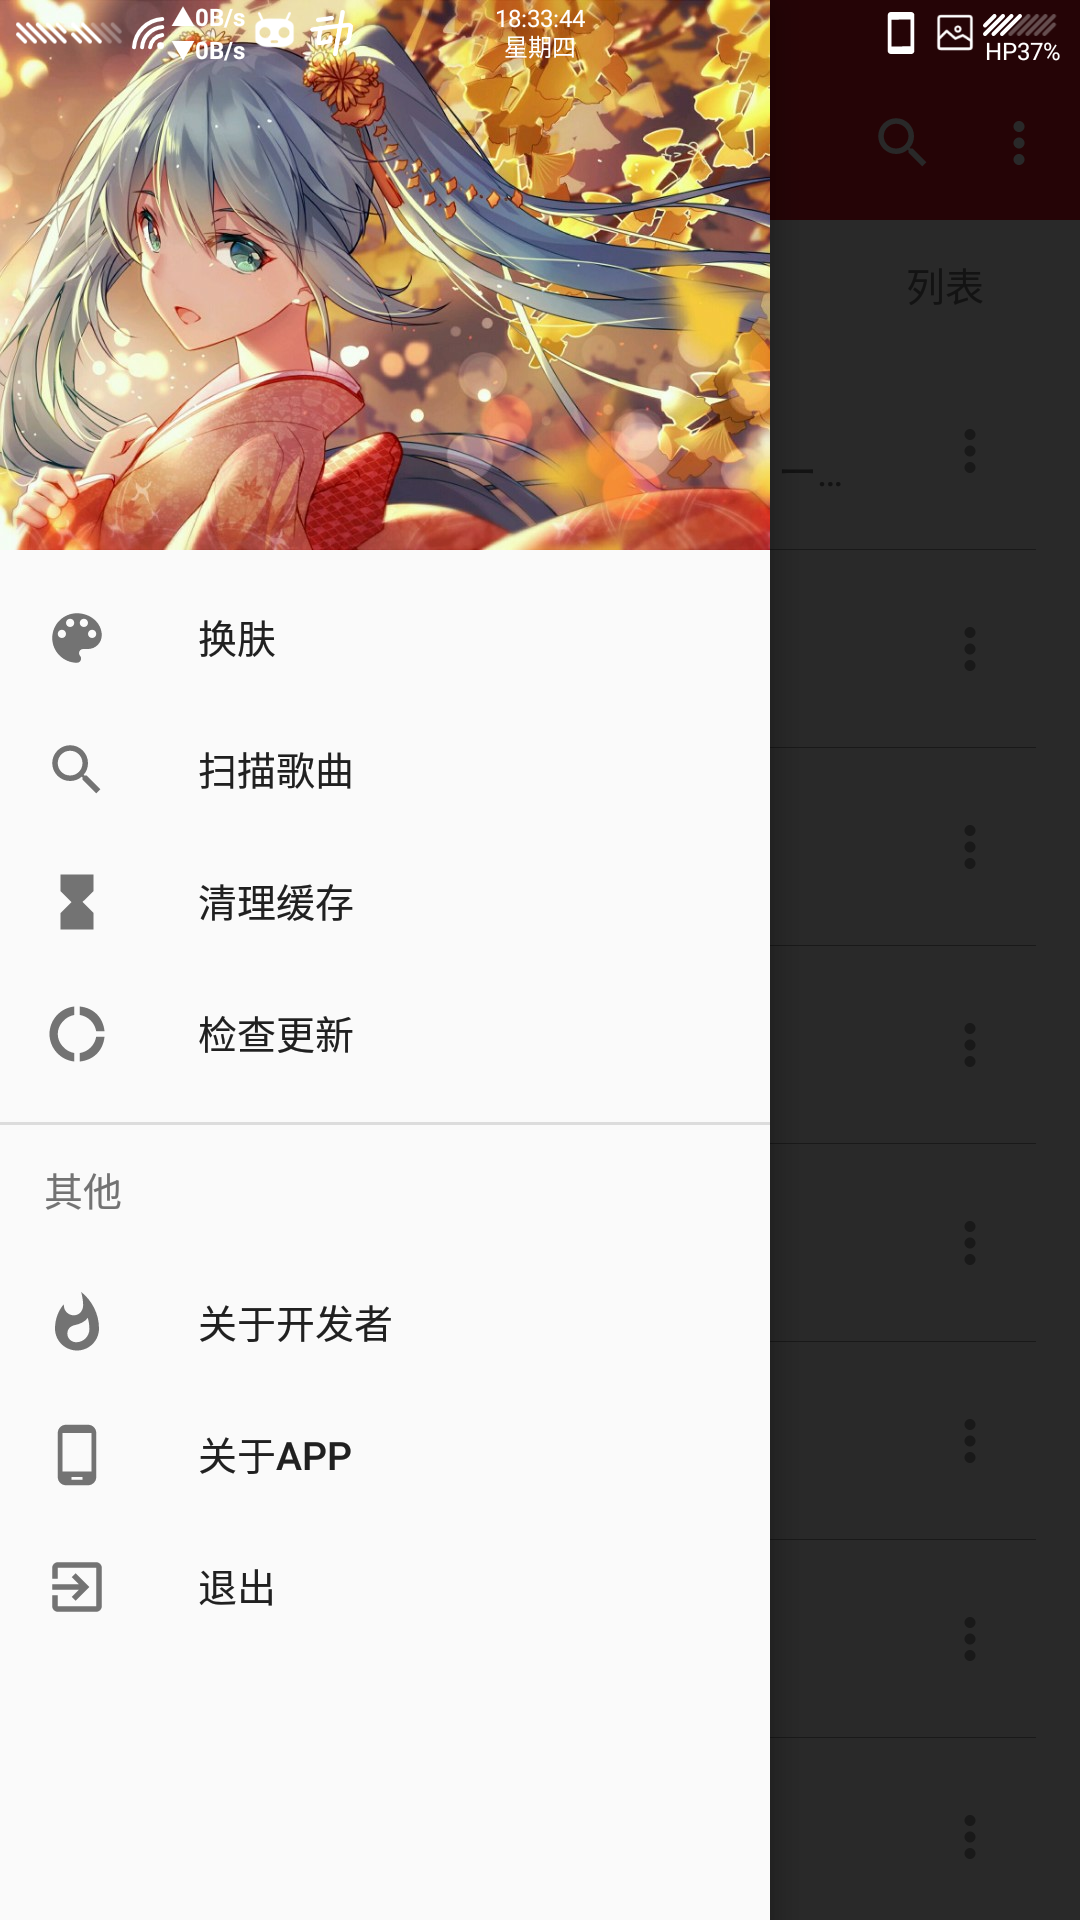 0B/s
0B/s
动
18:33:44
星期四
HP37%
列表
一...
换肤
扫描歌曲
清理缓存
检查更新
其他
关于开发者
关于APP
退出